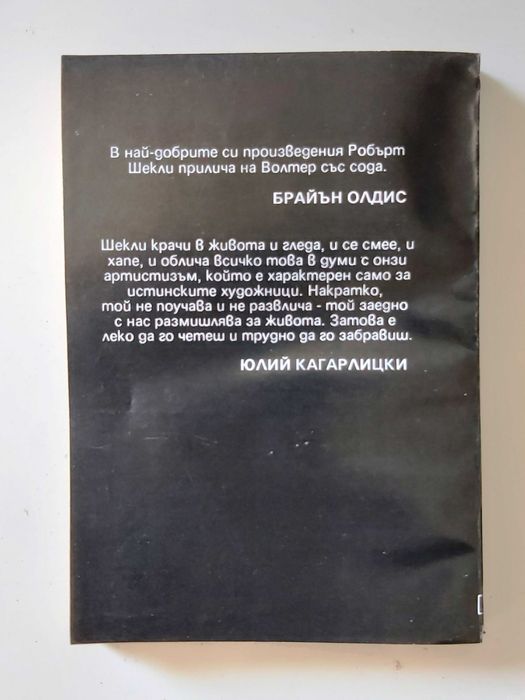 В най-добрите си произведения Робърт
Шекли прилича на Волтер със сода.
БРАЙЪН ОЛДИС
Шекли крачи в живота и гледа, и се смее, и
хапе, и облича всичко това в думи с онзи
артистизъм, който е характерен само за
истинските художници. Накратко,
той не поучава и не развлича - той заедно
с нас размишлява за живота. Затова е
леко да го четеш и трудно да го забравиш.
ЮЛИЙ КАГАРЛИЦКИ